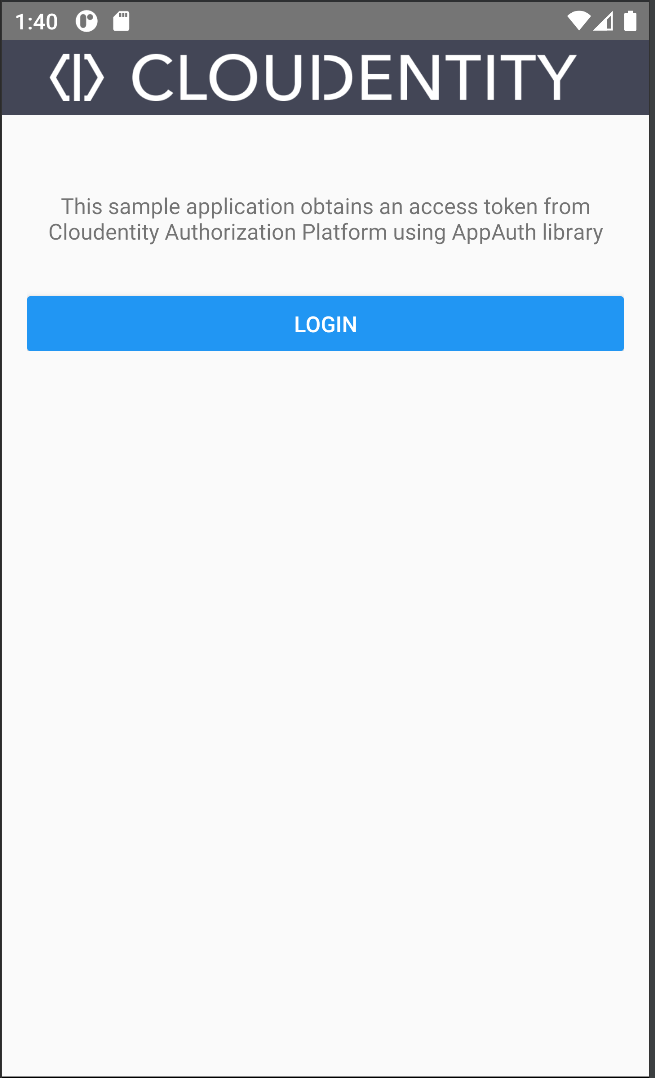 1:40
CLOUDENTITY
This sample application obtains an access token from
Cloudentity Authorization Platform using AppAuth library
LOGIN